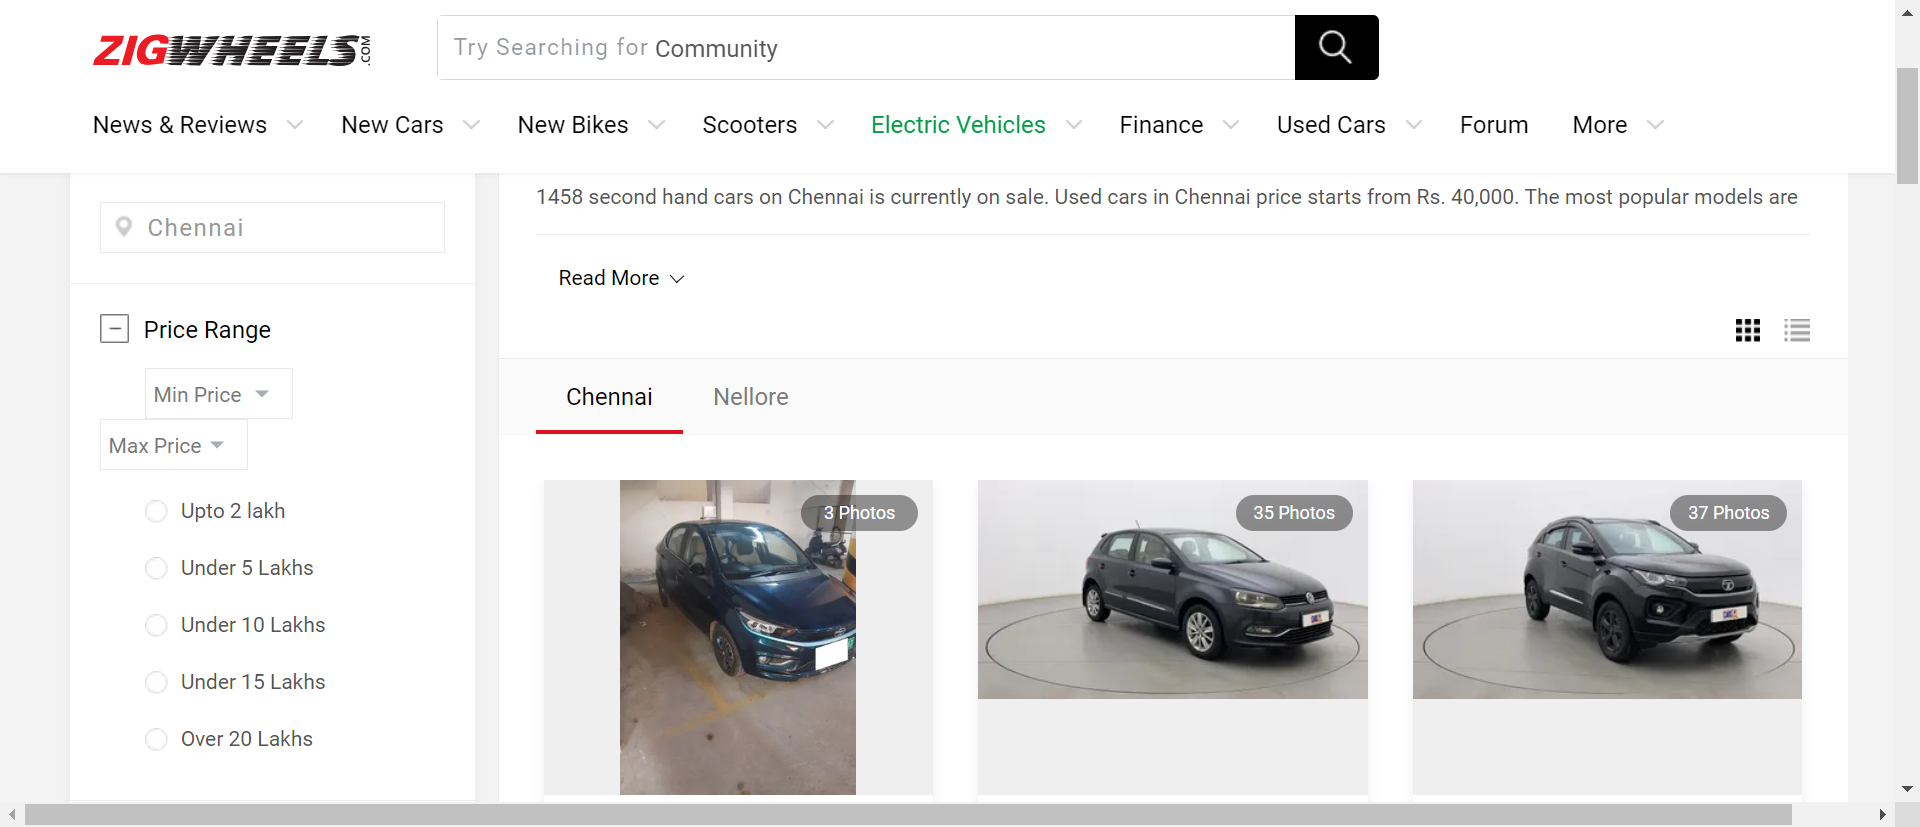 ZIGWHEELS.COM
Try Searching for Community
News & Reviews
New Cars
New Bikes
Scooters
Electric Vehicles
Finance
Used Cars
Forum
More
Chennai
Price Range
Min Price
Max Price
Upto 2 lakh
Under 5 Lakhs
Under 10 Lakhs
Under 15 Lakhs
Over 20 Lakhs
1458 second hand cars on Chennai is currently on sale. Used cars in Chennai price starts from Rs. 40,000. The most popular models are
Read More
Chennai
Nellore
3 Photos
35 Photos
37 Photos